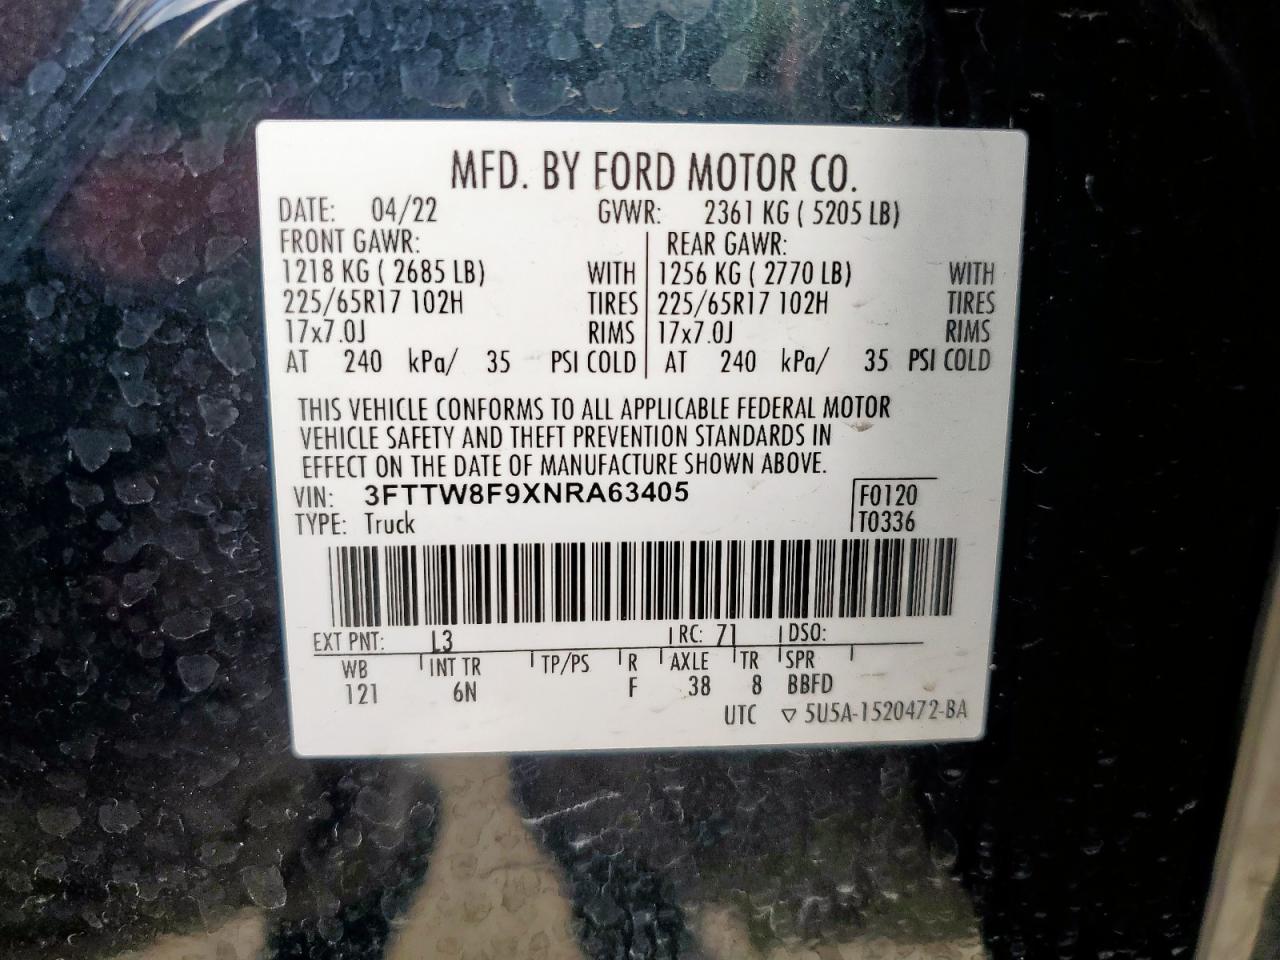 MFD. BY FORD MOTOR CO.
DATE: 04/22 GVWR: 2361 KG ( 5205 LB)
FRONT GAWR: REAR GAWR:
1218 KG ( 2685 LB) WITH 1256 KG ( 2770 LB) WITH
225/65R17 102H TIRES 225/65R17 102H TIRES
17x7.0J RIMS 17x7.0J RIMS
AT 240 kPa/ 35 PSI COLD AT 240 kPa/ 35 PSI COLD
THIS VEHICLE CONFORMS TO ALL APPLICABLE FEDERAL MOTOR
VEHICLE SAFETY AND THEFT PREVENTION STANDARDS IN
EFFECT ON THE DATE OF MANUFACTURE SHOWN ABOVE.
VIN: 3FTTW8F9XNRA63405 F0120
TYPE: Truck T0336
EXT PNT: L3 RC: 71 DSO:
WB INT TR TP/PS R AXLE TR SPR
121 6N F 38 8 BBFD
UTC ▽ 5U5A-1520472-BA